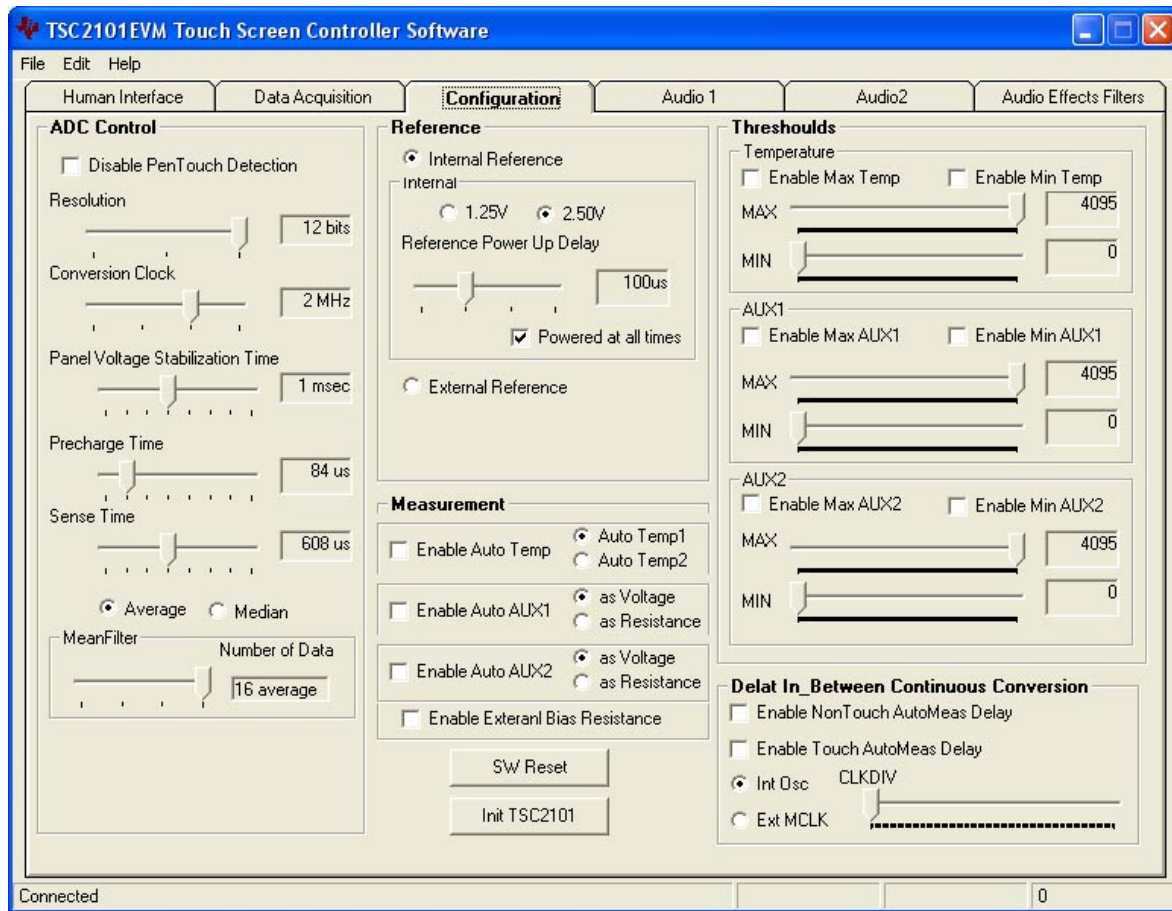 TSC2101EVM Touch Screen Controller Software
File Edit Help
Human Interface
Data Acquisition
Configuration
Audio 1
Audio2
Audio Effects Filters
ADC Control
Disable PenTouch Detection
Resolution
12 bits
Conversion Clock
2 MHz
Panel Voltage Stabilization Time
1 msec
Precharge Time
84 us
Sense Time
608 us
Average
Median
MeanFilter
Number of Data
16 average
Reference
Internal Reference
Internal
1.25V
2.50V
Reference Power Up Delay
100us
Powered at all times
External Reference
Measurement
Enable Auto Temp
Auto Temp1
Auto Temp2
Enable Auto AUX1
as Voltage
as Resistance
Enable Auto AUX2
as Voltage
as Resistance
Enable Exteranl Bias Resistance
SW Reset
Init TSC2101
Threshoulds
Temperature
Enable Max Temp
Enable Min Temp
MAX
4095
MIN
0
AUX1
Enable Max AUX1
Enable Min AUX1
MAX
4095
MIN
0
AUX2
Enable Max AUX2
Enable Min AUX2
MAX
4095
MIN
0
Delat In_Between Continuous Conversion
Enable NonTouch AutoMeas Delay
Enable Touch AutoMeas Delay
Int Osc
CLKDIV
Ext MCLK
Connected
0